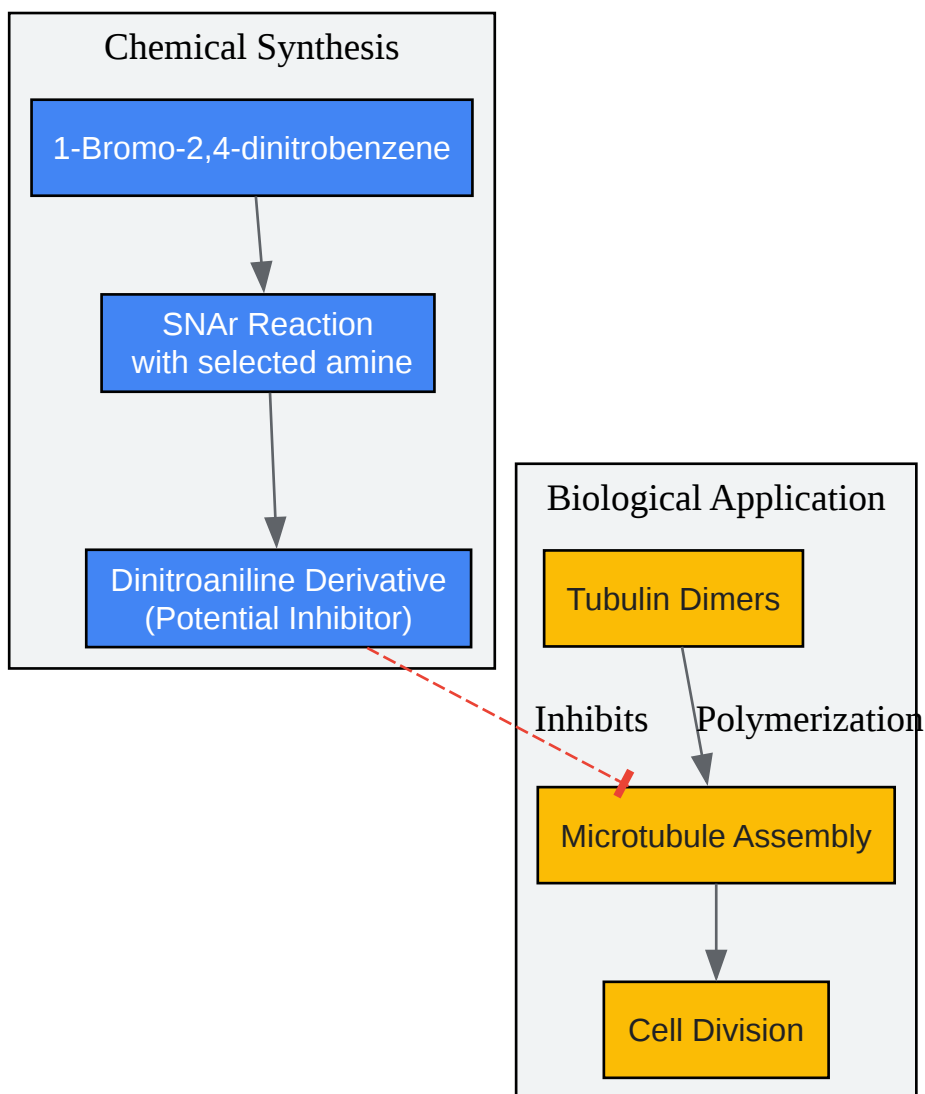 Chemical Synthesis
1-Bromo-2,4-dinitrobenzene
SNAr Reaction
with selected amine
Dinitroaniline Derivative
(Potential Inhibitor)
Biological Application
Tubulin Dimers
Inhibits
Polymerization
Microtubule Assembly
Cell Division